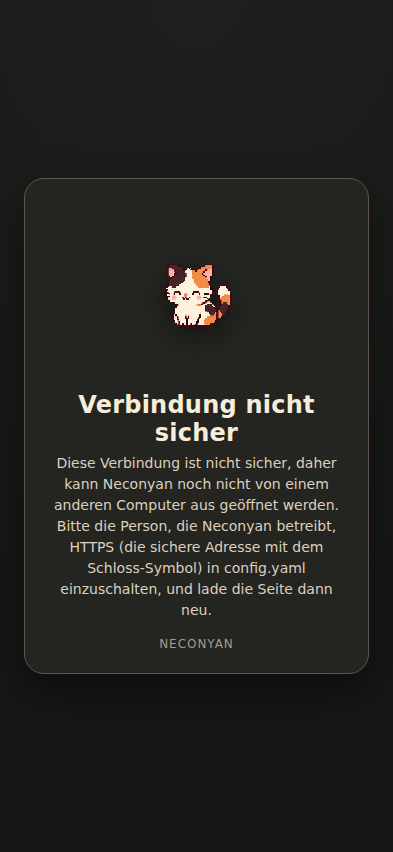 Verbindung nicht
sicher
Diese Verbindung ist nicht sicher, daher
kann Neconyan noch nicht von einem
anderen Computer aus geöffnet werden.
Bitte die Person, die Neconyan betreibt,
HTTPS (die sichere Adresse mit dem
Schloss-Symbol) in config.yaml
einzuschalten, und lade die Seite dann
neu.
NECONYAN